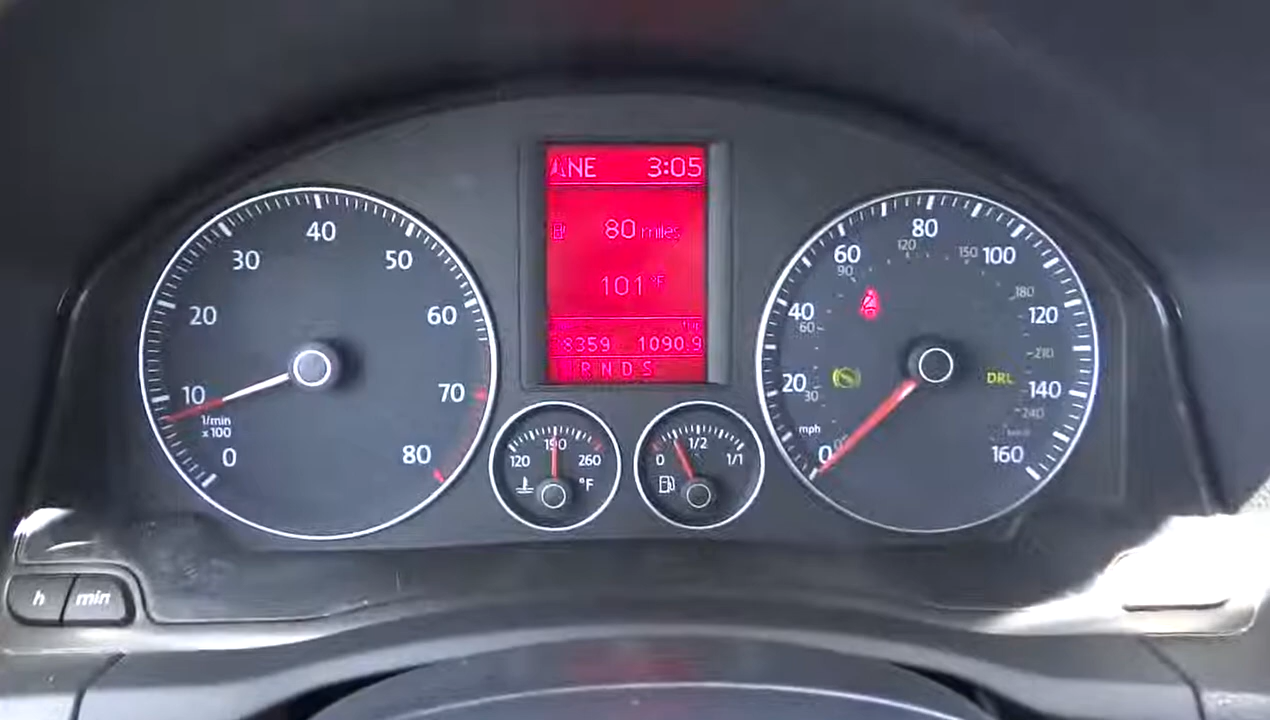 NE 3:05
80 miles
101 °F
8359 1090.9
R N D S
0
10
20
30
40
50
60
70
80
1/min
x 100
120 190 260
°F
0 1/2 1/1
0
20
40
60
80
100
120
140
160
mph
30
60
90
120
150
180
210
240
DRL
h min